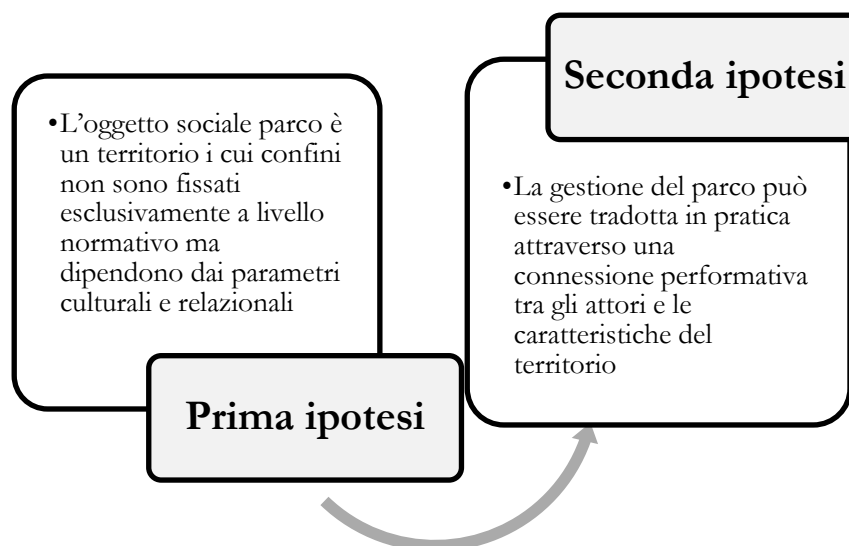 •L’oggetto sociale parco è
un territorio i cui confini
non sono fissati
esclusivamente a livello
normativo ma
dipendono dai parametri
culturali e relazionali
Prima ipotesi
Seconda ipotesi
•La gestione del parco può
essere tradotta in pratica
attraverso una
connessione performativa
tra gli attori e le
caratteristiche del
territorio